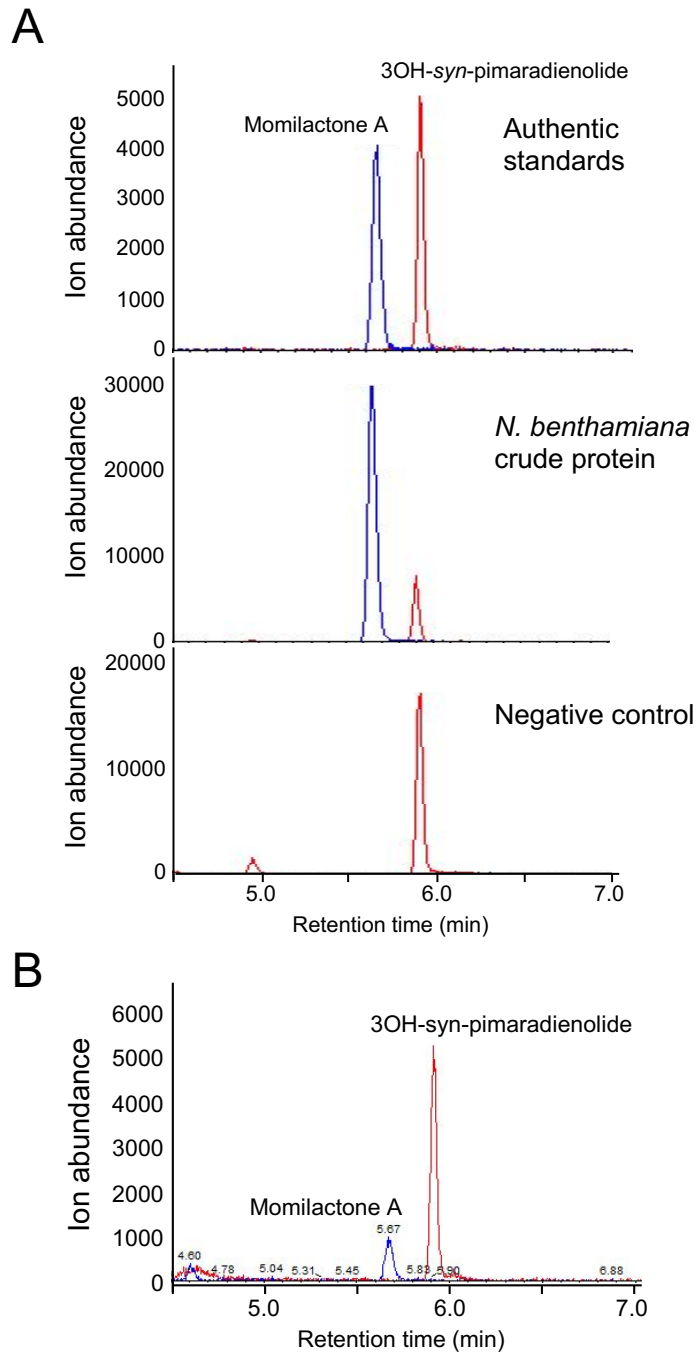 A
3OH-syn-pimaradienolide
Momilactone A
Authentic
standards
Ion abundance
5000
4000
3000
2000
1000
0
N. benthamiana
crude protein
Ion abundance
30000
20000
10000
0
Negative control
Ion abundance
20000
10000
0
5.0 6.0 7.0
Retention time (min)
B
3OH-syn-pimaradienolide
Momilactone A
Ion abundance
6000
5000
4000
3000
2000
1000
0
5.67
4.60
4.78 5.04 5.31 5.45 5.83 5.90 6.88
5.0 6.0 7.0
Retention time (min)